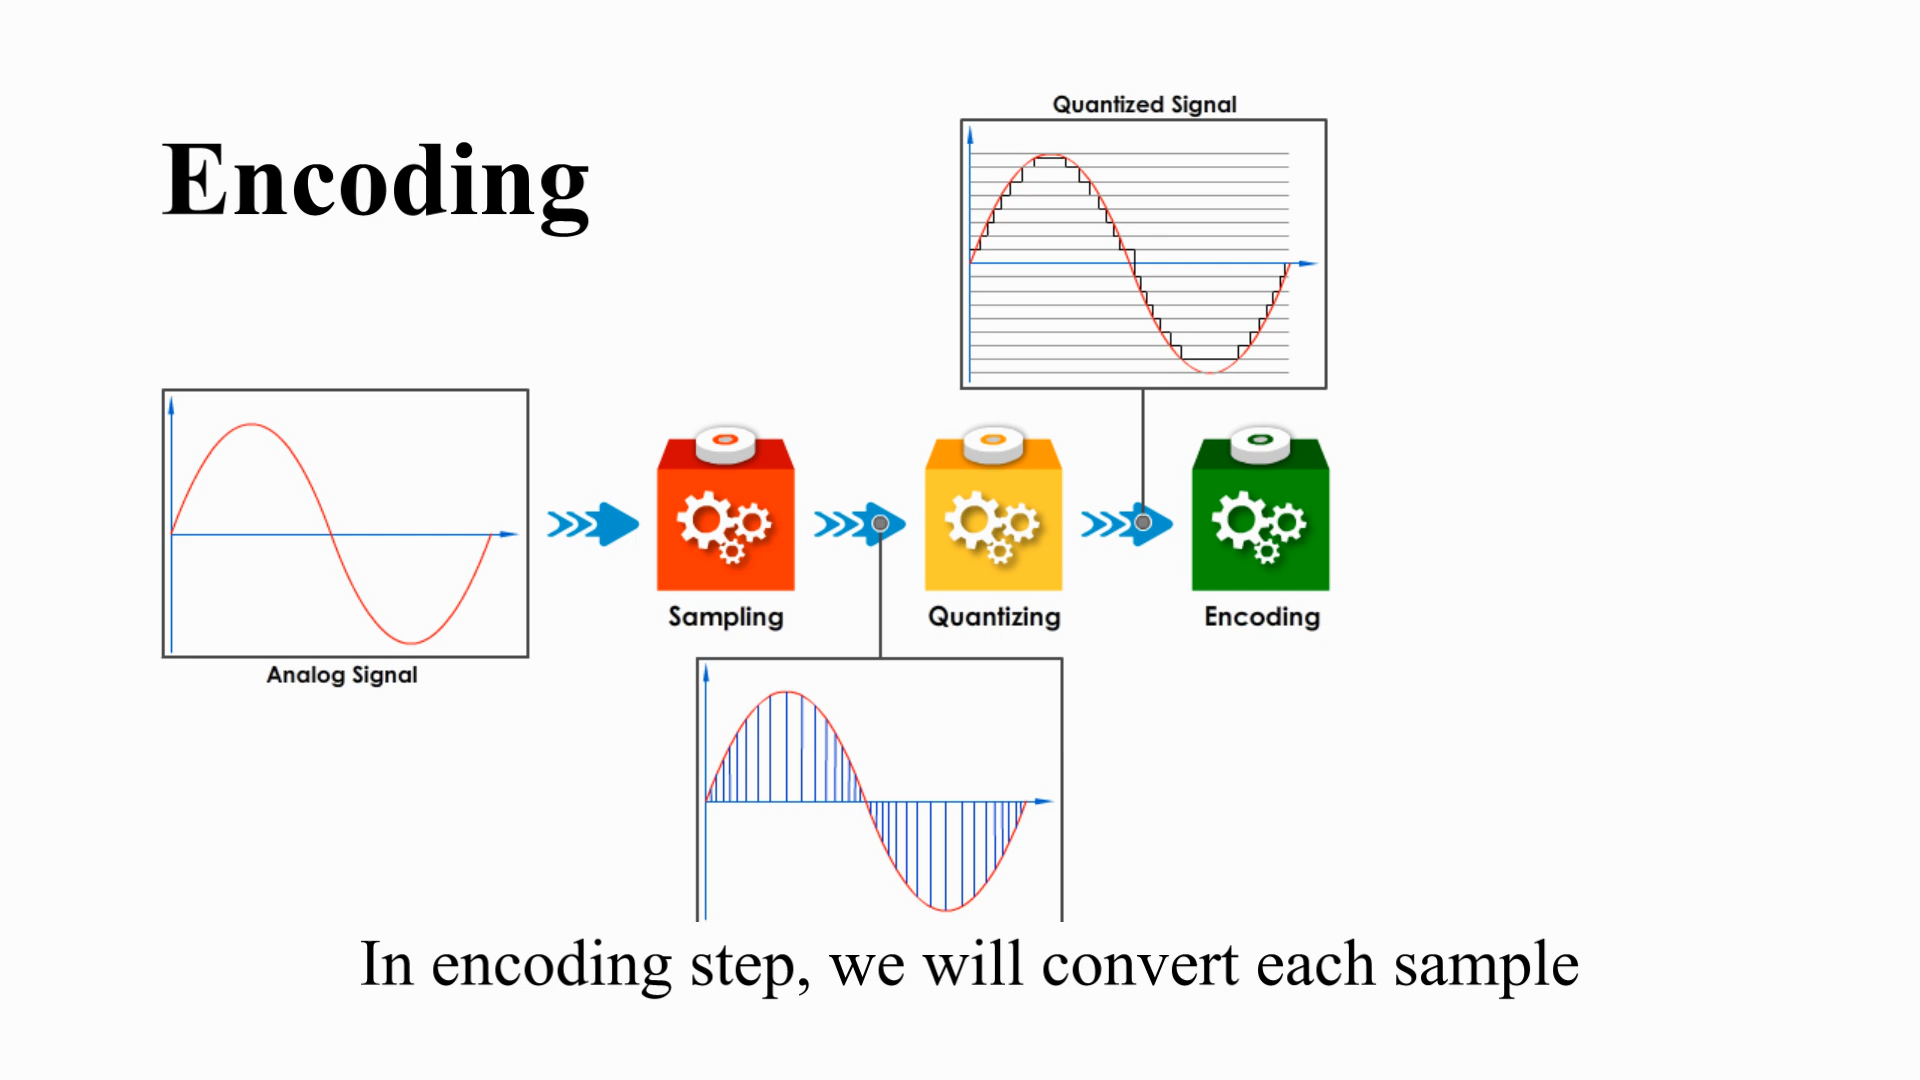 Quantized Signal
Encoding
Analog Signal
Sampling
Quantizing
Encoding
In encoding step, we will convert each sample